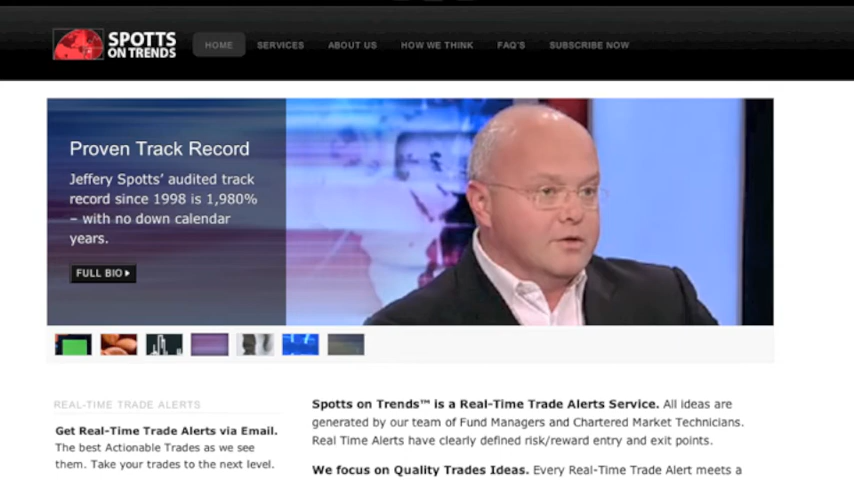 SPOTTS
ON TRENDS
HOME
SERVICES
ABOUT US
HOW WE THINK
FAQ'S
SUBSCRIBE NOW
Proven Track Record
Jeffery Spotts' audited track
record since 1998 is 1,980%
– with no down calendar
years.
FULL BIO
REAL-TIME TRADE ALERTS
Get Real-Time Trade Alerts via Email.
The best Actionable Trades as we see
them. Take your trades to the next level.
Spotts on Trends™ is a Real-Time Trade Alerts Service. All ideas are
generated by our team of Fund Managers and Chartered Market Technicians.
Real Time Alerts have clearly defined risk/reward entry and exit points.
We focus on Quality Trades Ideas. Every Real-Time Trade Alert meets a